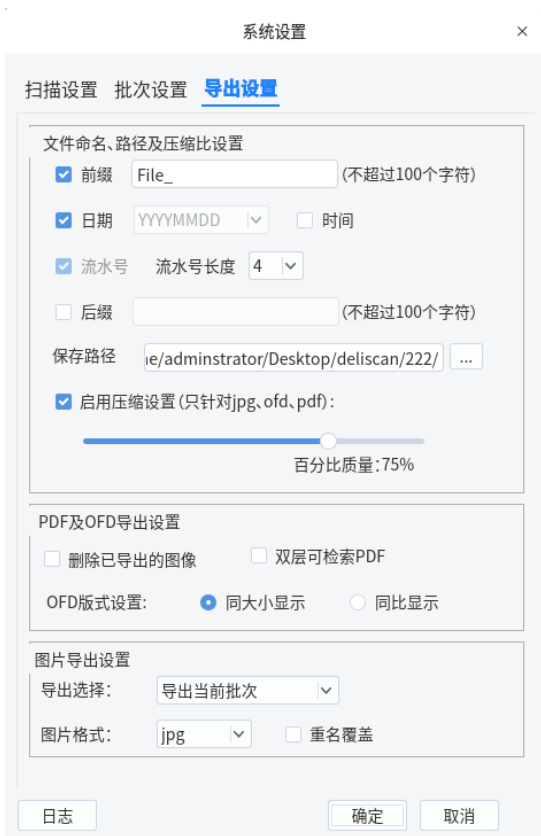 系统设置
扫描设置 批次设置 导出设置
文件命名、路径及压缩比设置
前缀 File_ (不超过100个字符)
日期 YYYYMMDD 时间
流水号 流水号长度 4
后缀 (不超过100个字符)
保存路径 ıe/adminstrator/Desktop/deliscan/222/ ...
启用压缩设置(只针对jpg、ofd、pdf):
百分比质量:75%
PDF及OFD导出设置
删除已导出的图像 双层可检索PDF
OFD版式设置: 同大小显示 同比显示
图片导出设置
导出选择: 导出当前批次
图片格式: jpg 重名覆盖
日志 确定 取消